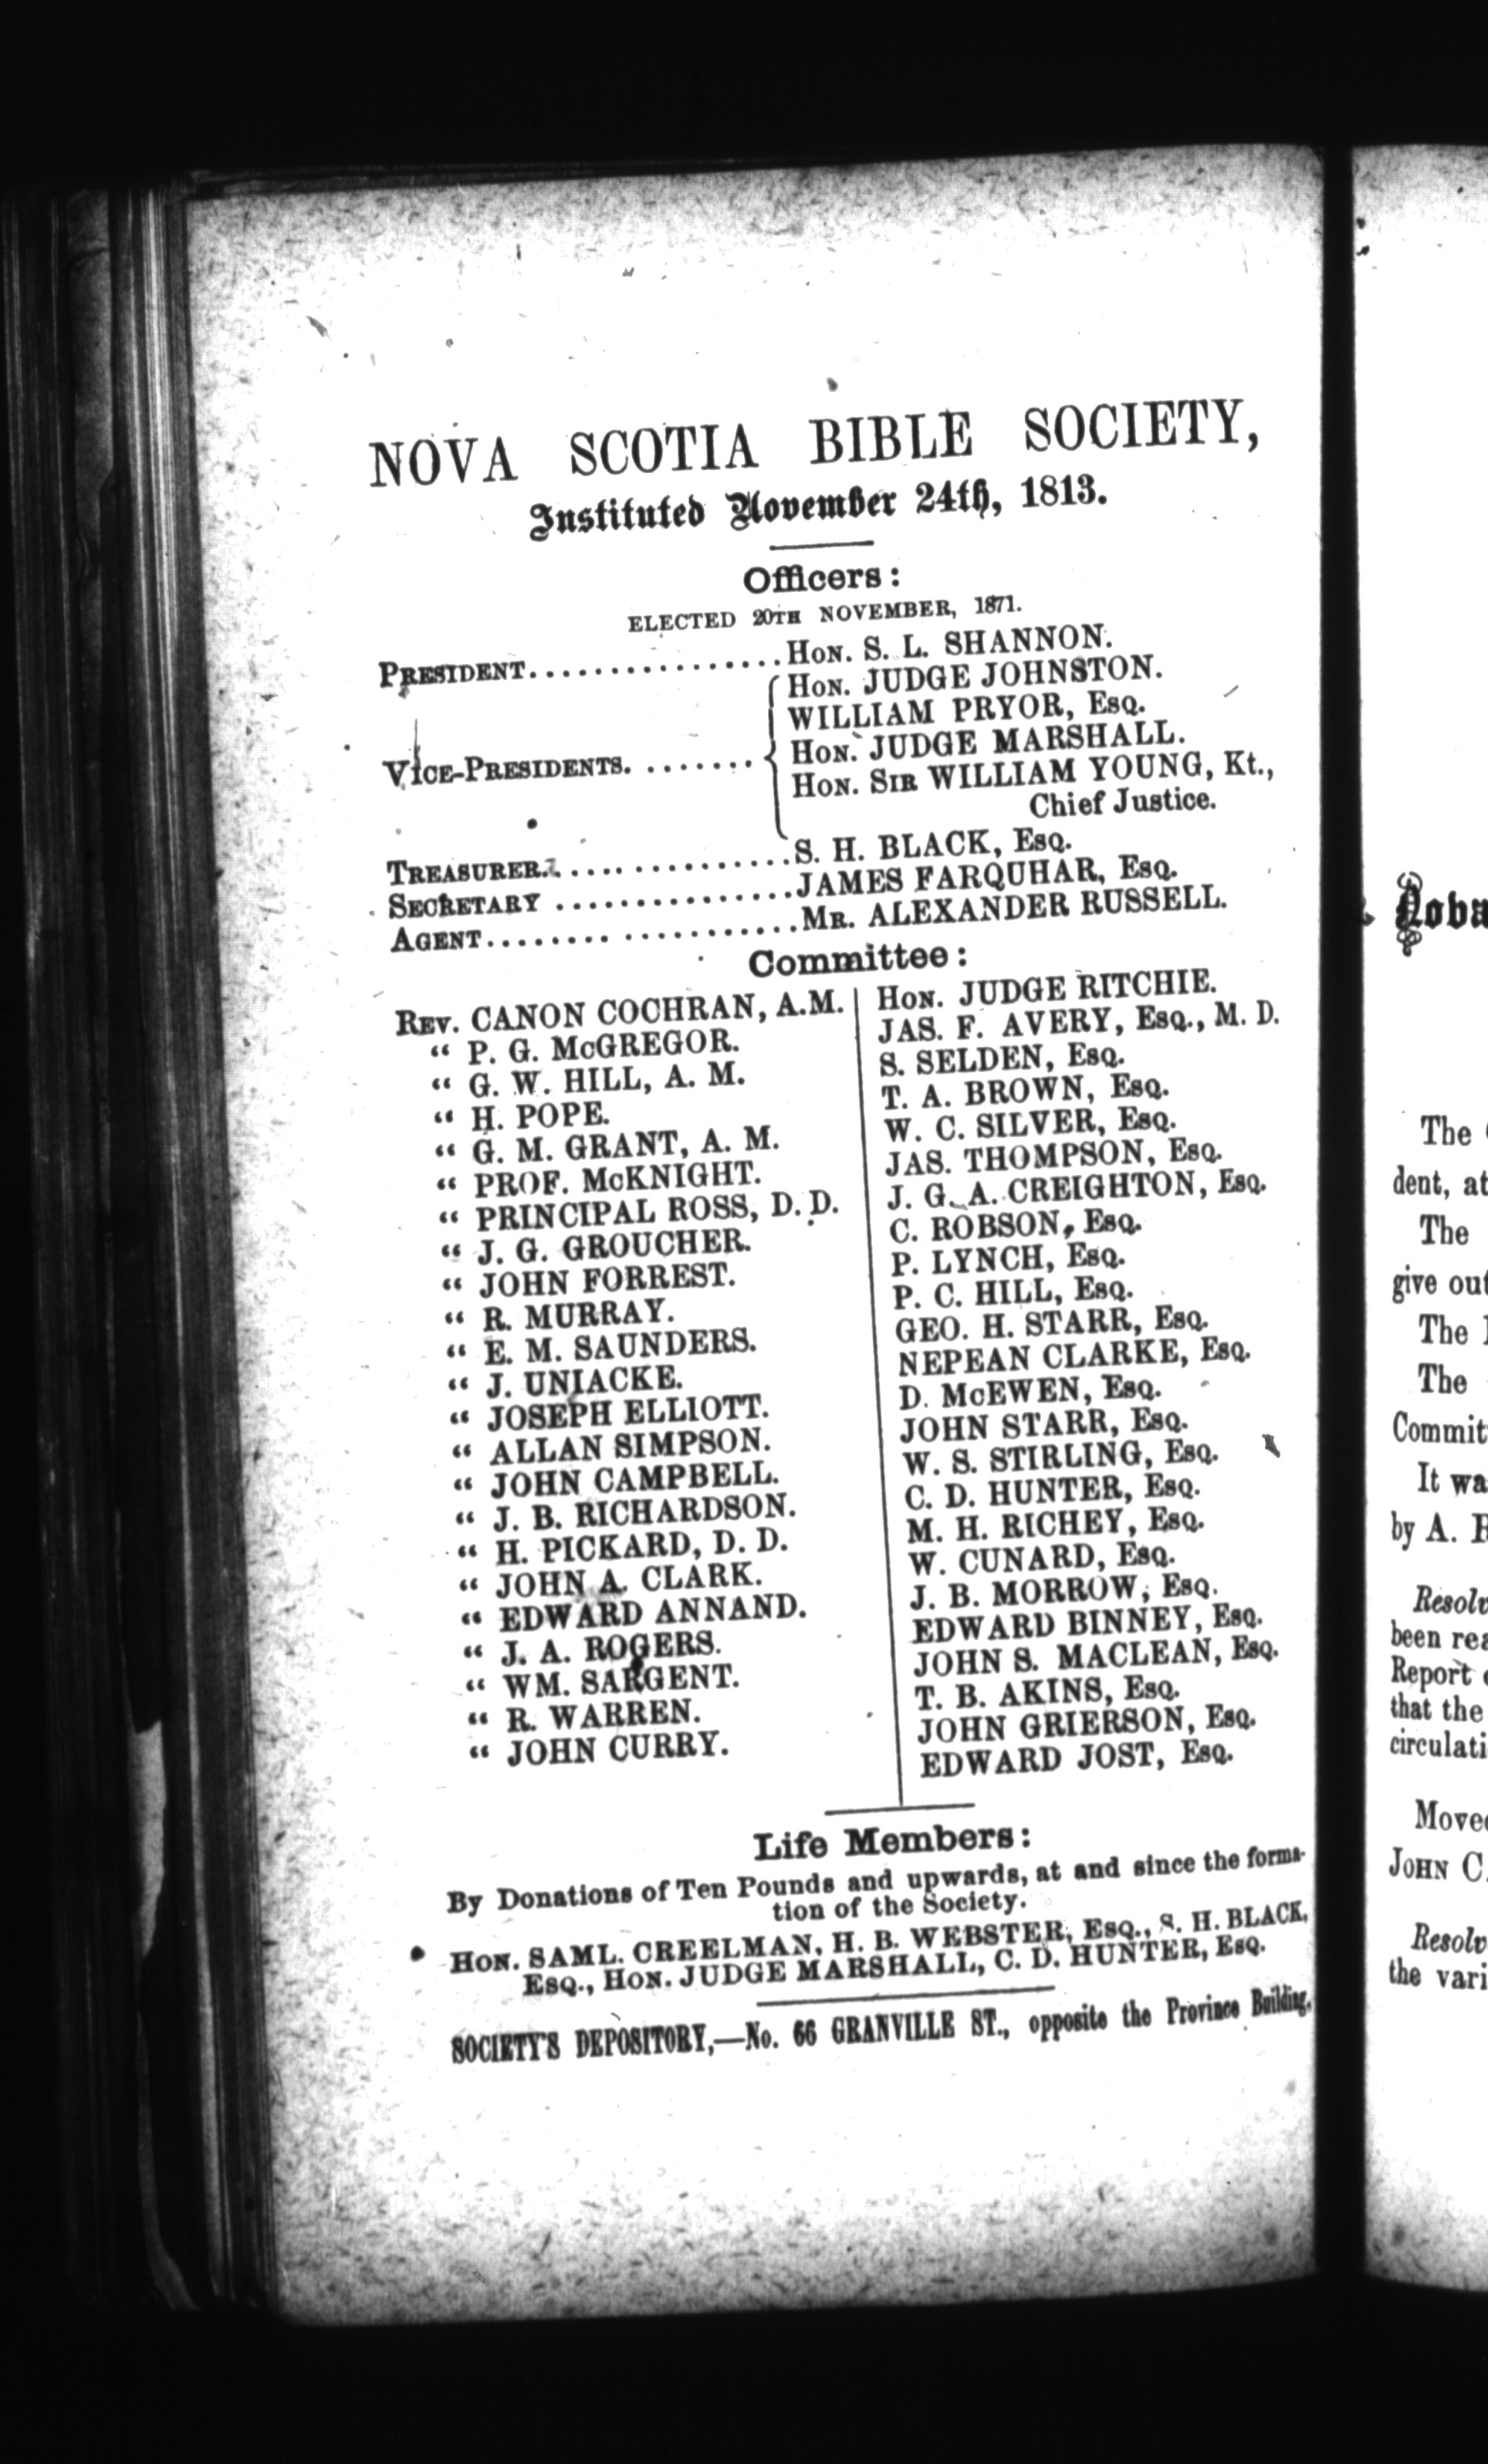 NOVA SCOTIA BIBLE SOCIETY,
Instituted November 24th, 1813.
Officers:
ELECTED 20TH NOVEMBER, 1871.
PRESIDENT................HON. S. L. SHANNON.
HON. JUDGE JOHNSTON.
WILLIAM PRYOR, ESQ.
HON. JUDGE MARSHALL.
VICE-PRESIDENTS. .......
HON. SIR WILLIAM YOUNG, Kt.,
Chief Justice.
TREASURER................S. H. BLACK, ESQ.
SECRETARY ...............JAMES FARQUHAR, ESQ.
AGENT....................MR. ALEXANDER RUSSELL.
Committee:
REV. CANON COCHRAN, A.M.
“ P. G. McGREGOR.
“ G. W. HILL, A. M.
“ H. POPE.
“ G. M. GRANT, A. M.
“ PROF. McKNIGHT.
“ PRINCIPAL ROSS, D. D.
“ J. G. GROUCHER.
“ JOHN FORREST.
“ R. MURRAY.
“ E. M. SAUNDERS.
“ J. UNIACKE.
“ JOSEPH ELLIOTT.
“ ALLAN SIMPSON.
“ JOHN CAMPBELL.
“ J. B. RICHARDSON.
“ H. PICKARD, D. D.
“ JOHN A. CLARK.
“ EDWARD ANNAND.
“ J. A. ROGERS.
“ WM. SARGENT.
“ R. WARREN.
“ JOHN CURRY.
HON. JUDGE RITCHIE.
JAS. F. AVERY, ESQ., M. D.
S. SELDEN, ESQ.
T. A. BROWN, ESQ.
W. C. SILVER, ESQ.
JAS. THOMPSON, ESQ.
J. G. A. CREIGHTON, ESQ.
C. ROBSON, ESQ.
P. LYNCH, ESQ.
P. C. HILL, ESQ.
GEO. H. STARR, ESQ.
NEPEAN CLARKE, ESQ.
D. McEWEN, ESQ.
JOHN STARR, ESQ.
W. S. STIRLING, ESQ.
C. D. HUNTER, ESQ.
M. H. RICHEY, ESQ.
W. CUNARD, ESQ.
J. B. MORROW, ESQ.
EDWARD BINNEY, ESQ.
JOHN S. MACLEAN, ESQ.
T. B. AKINS, ESQ.
JOHN GRIERSON, ESQ.
EDWARD JOST, ESQ.
Life Members:
By Donations of Ten Pounds and upwards, at and since the forma-
tion of the Society.
HON. SAML. CREELMAN, H. B. WEBSTER, ESQ., S. H. BLACK,
ESQ., HON. JUDGE MARSHALL, C. D. HUNTER, ESQ.
SOCIETY'S DEPOSITORY,—No. 66 GRANVILLE ST., opposite the Province Building.
The
dent, at
The
give out
The
The
Commit
It wa
by A.
Resolv
been rea
Report
that the
circulati
Move
JOHN C
Resolv
the vari